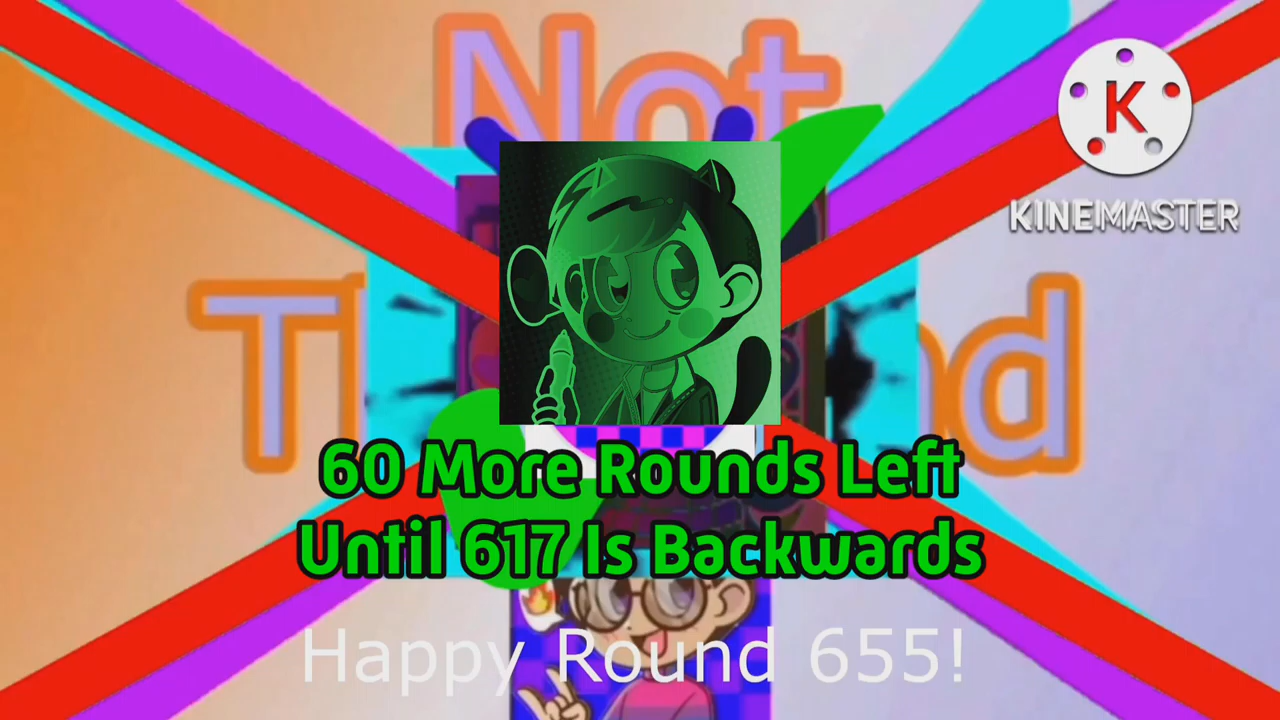 Not
KINEMASTER
60 More Rounds Left
Until 617 Is Backwards
Happy Round 655!